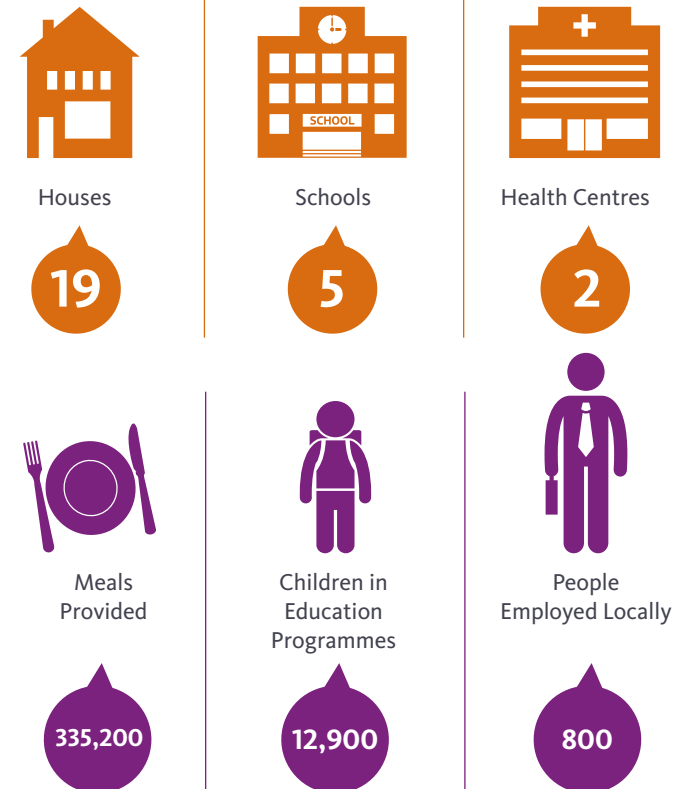 SCHOOL
Houses
Schools
Health Centres
19
5
2
Meals
Provided
Children in
Education
Programmes
People
Employed Locally
335,200
12,900
800